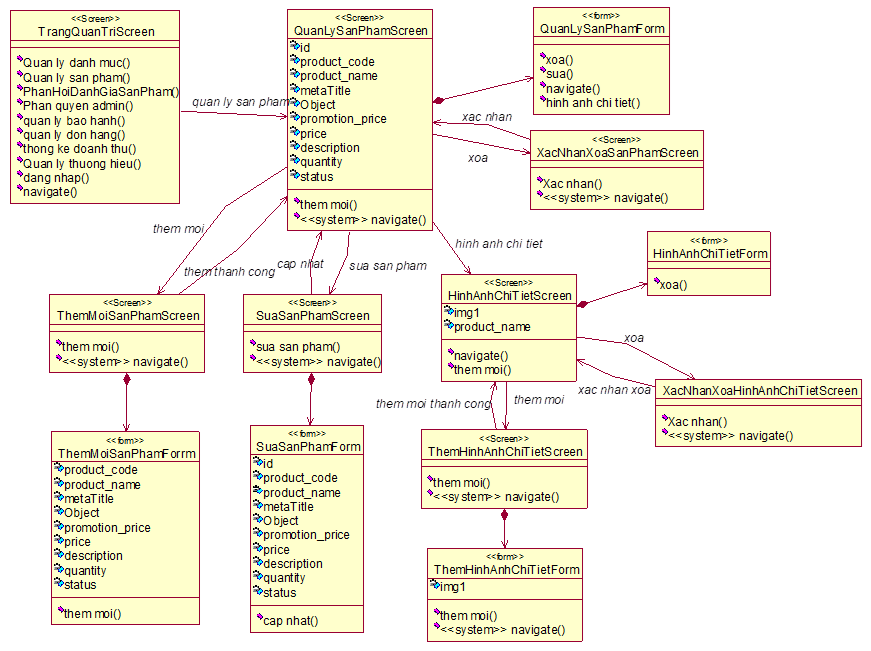 <<Screen>>
TrangQuanTriScreen
Quan ly danh muc()
Quan ly san pham()
PhanHoiDanhGiaSanPham()
Phan quyen admin()
quan ly bao hanh()
quan ly don hang()
thong ke doanh thu()
Quan ly thuong hieu()
dang nhap()
navigate()
quan ly san pham
<<Screen>>
QuanLySanPhamScreen
id
product_code
product_name
metaTitle
Object
promotion_price
price
description
quantity
status
them moi()
<<system>> navigate()
<<form>>
QuanLySanPhamForm
xoa()
sua()
navigate()
hinh anh chi tiet()
xac nhan
xoa
<<Screen>>
XacNhanXoaSanPhamScreen
Xac nhan()
<<system>> navigate()
them moi
them thanh cong
cap nhat
sua san pham
hinh anh chi tiet
<<form>>
HinhAnhChiTietForm
xoa()
<<Screen>>
ThemMoiSanPhamScreen
them moi()
<<system>> navigate()
<<Screen>>
SuaSanPhamScreen
sua san pham()
<<system>> navigate()
<<Screen>>
HinhAnhChiTietScreen
img1
product_name
navigate()
them moi()
xoa
xac nhan xoa
XacNhanXoaHinhAnhChiTietScreen
Xac nhan()
<<system>> navigate()
them moi thanh cong
them moi
<<form>>
ThemMoiSanPhamForrm
product_code
product_name
metaTitle
Object
promotion_price
price
description
quantity
status
them moi()
<<form>>
SuaSanPhamForm
id
product_code
product_name
metaTitle
Object
promotion_price
price
description
quantity
status
cap nhat()
<<Screen>>
ThemHinhAnhChiTietScreen
them moi()
<<system>> navigate()
<<form>>
ThemHinhAnhChiTietForm
img1
them moi()
<<system>> navigate()